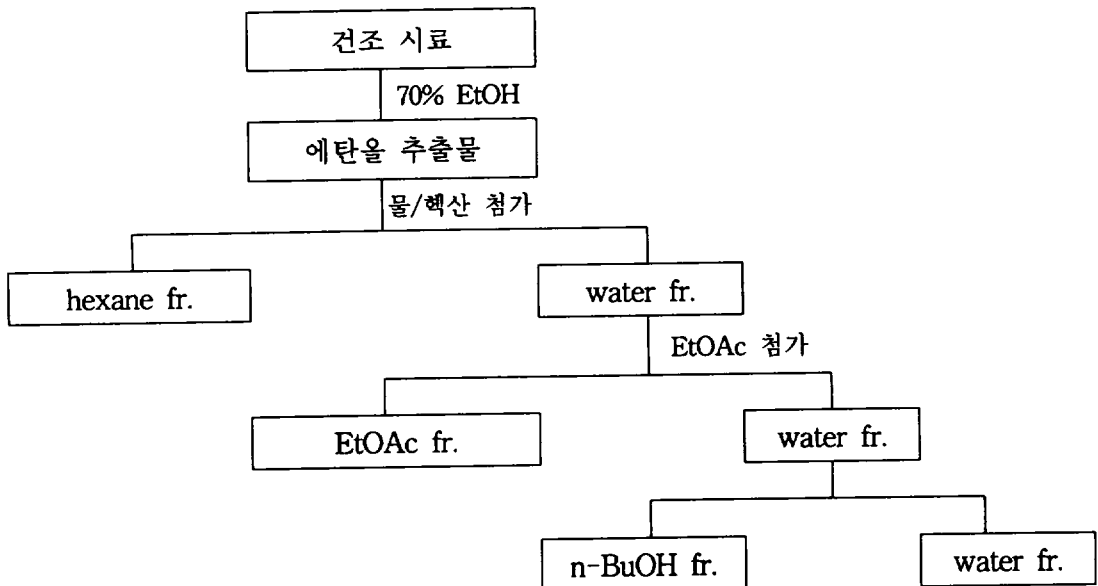 건조 시료
70% EtOH
에탄올 추출물
물/헥산 첨가
hexane fr.
water fr.
EtOAc 첨가
EtOAc fr.
water fr.
n-BuOH fr.
water fr.